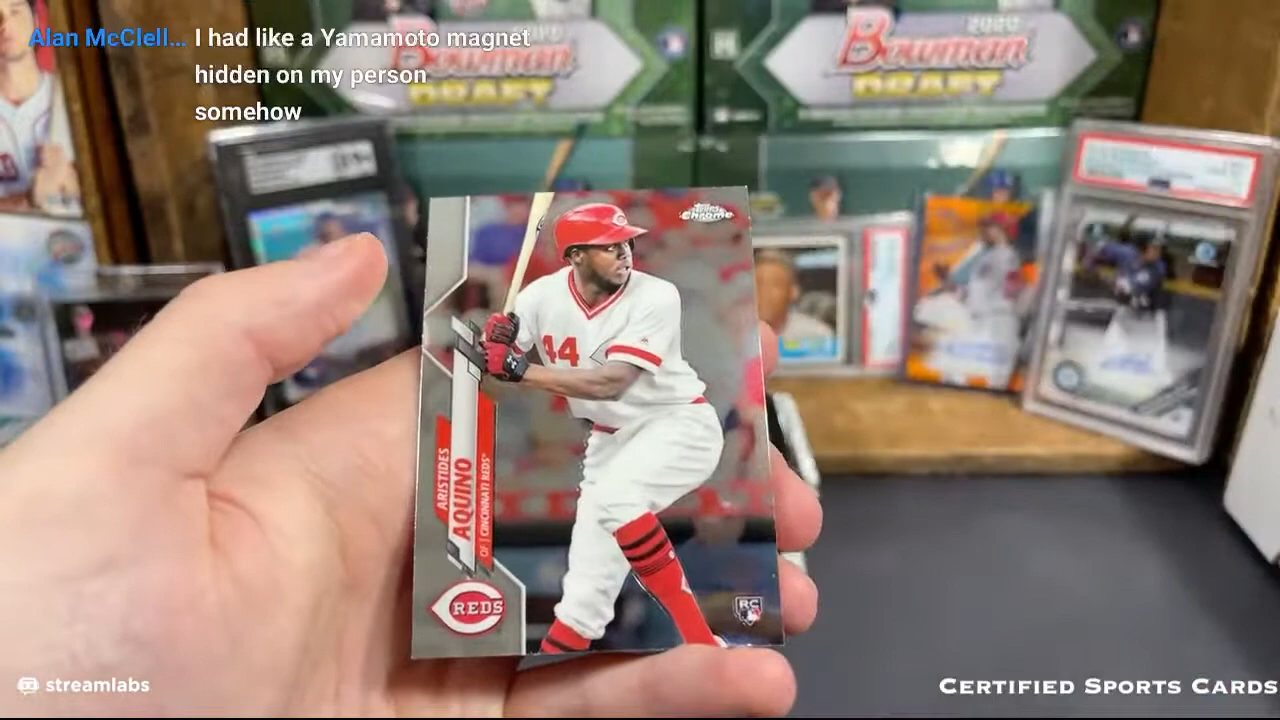 Alan McClell... I had like a Yamamoto magnet
hidden on my person
somehow
Bowman
DRAFT
2020
Bowman
DRAFT
Topps
Chrome
44
ARISTIDES
AQUINO
OF | CINCINNATI REDS
REDS
RC
streamlabs
CERTIFIED SPORTS CARDS